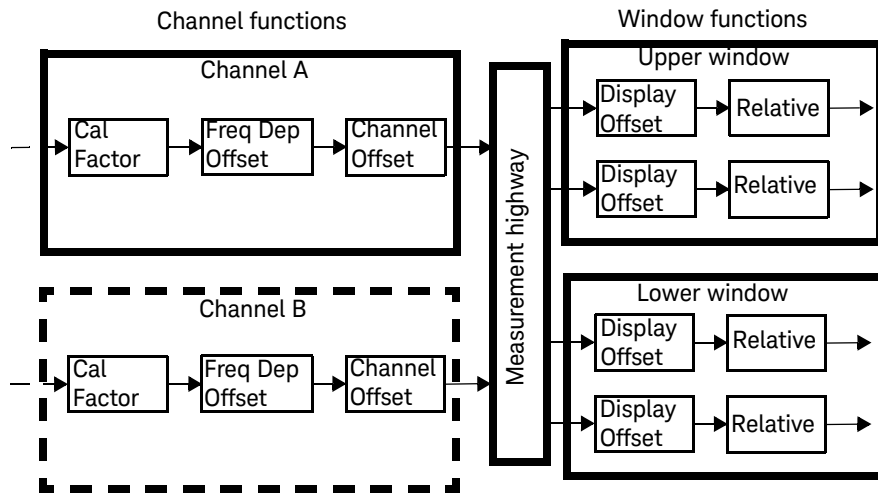 Channel functions
Window functions
Channel A
Cal
Factor
Freq Dep
Offset
Channel
Offset
Channel B
Cal
Factor
Freq Dep
Offset
Channel
Offset
Measurement highway
Upper window
Display
Offset
Relative
Display
Offset
Relative
Lower window
Display
Offset
Relative
Display
Offset
Relative